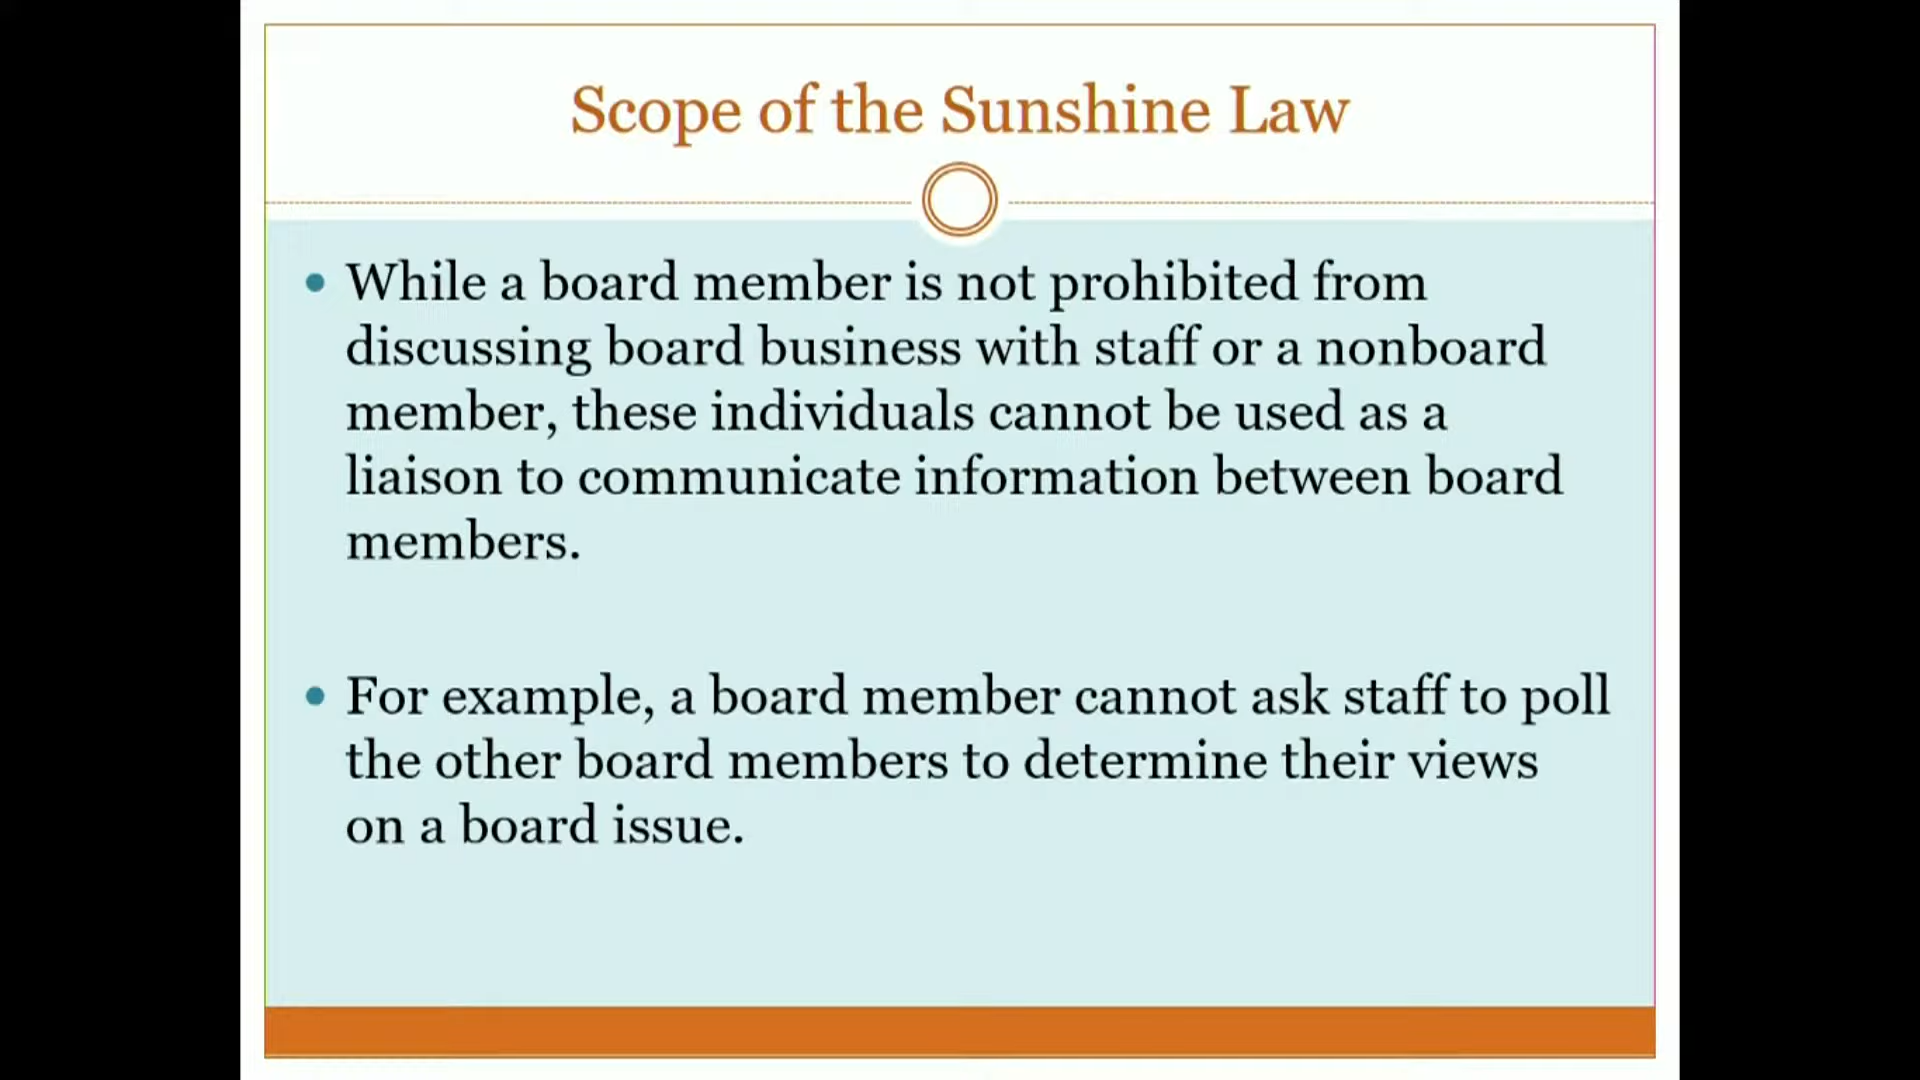 Scope of the Sunshine Law
• While a board member is not prohibited from
discussing board business with staff or a nonboard
member, these individuals cannot be used as a
liaison to communicate information between board
members.
• For example, a board member cannot ask staff to poll
the other board members to determine their views
on a board issue.